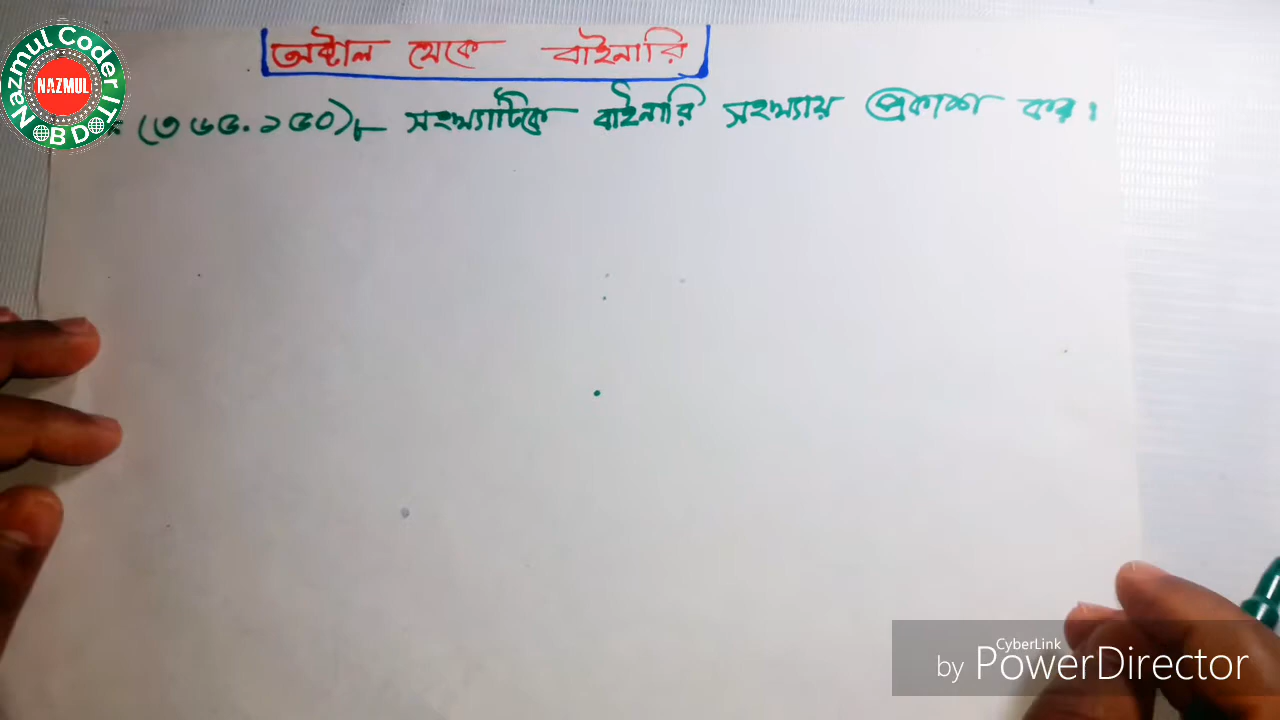 Nazmul Coder IT
NAZMUL
BD
অক্টাল থেকে বাইনারি
(৩৬৫.১৫০)৮ সংখ্যাটিকে বাইনারি সংখ্যায় প্রকাশ কর।
CyberLink
by PowerDirector